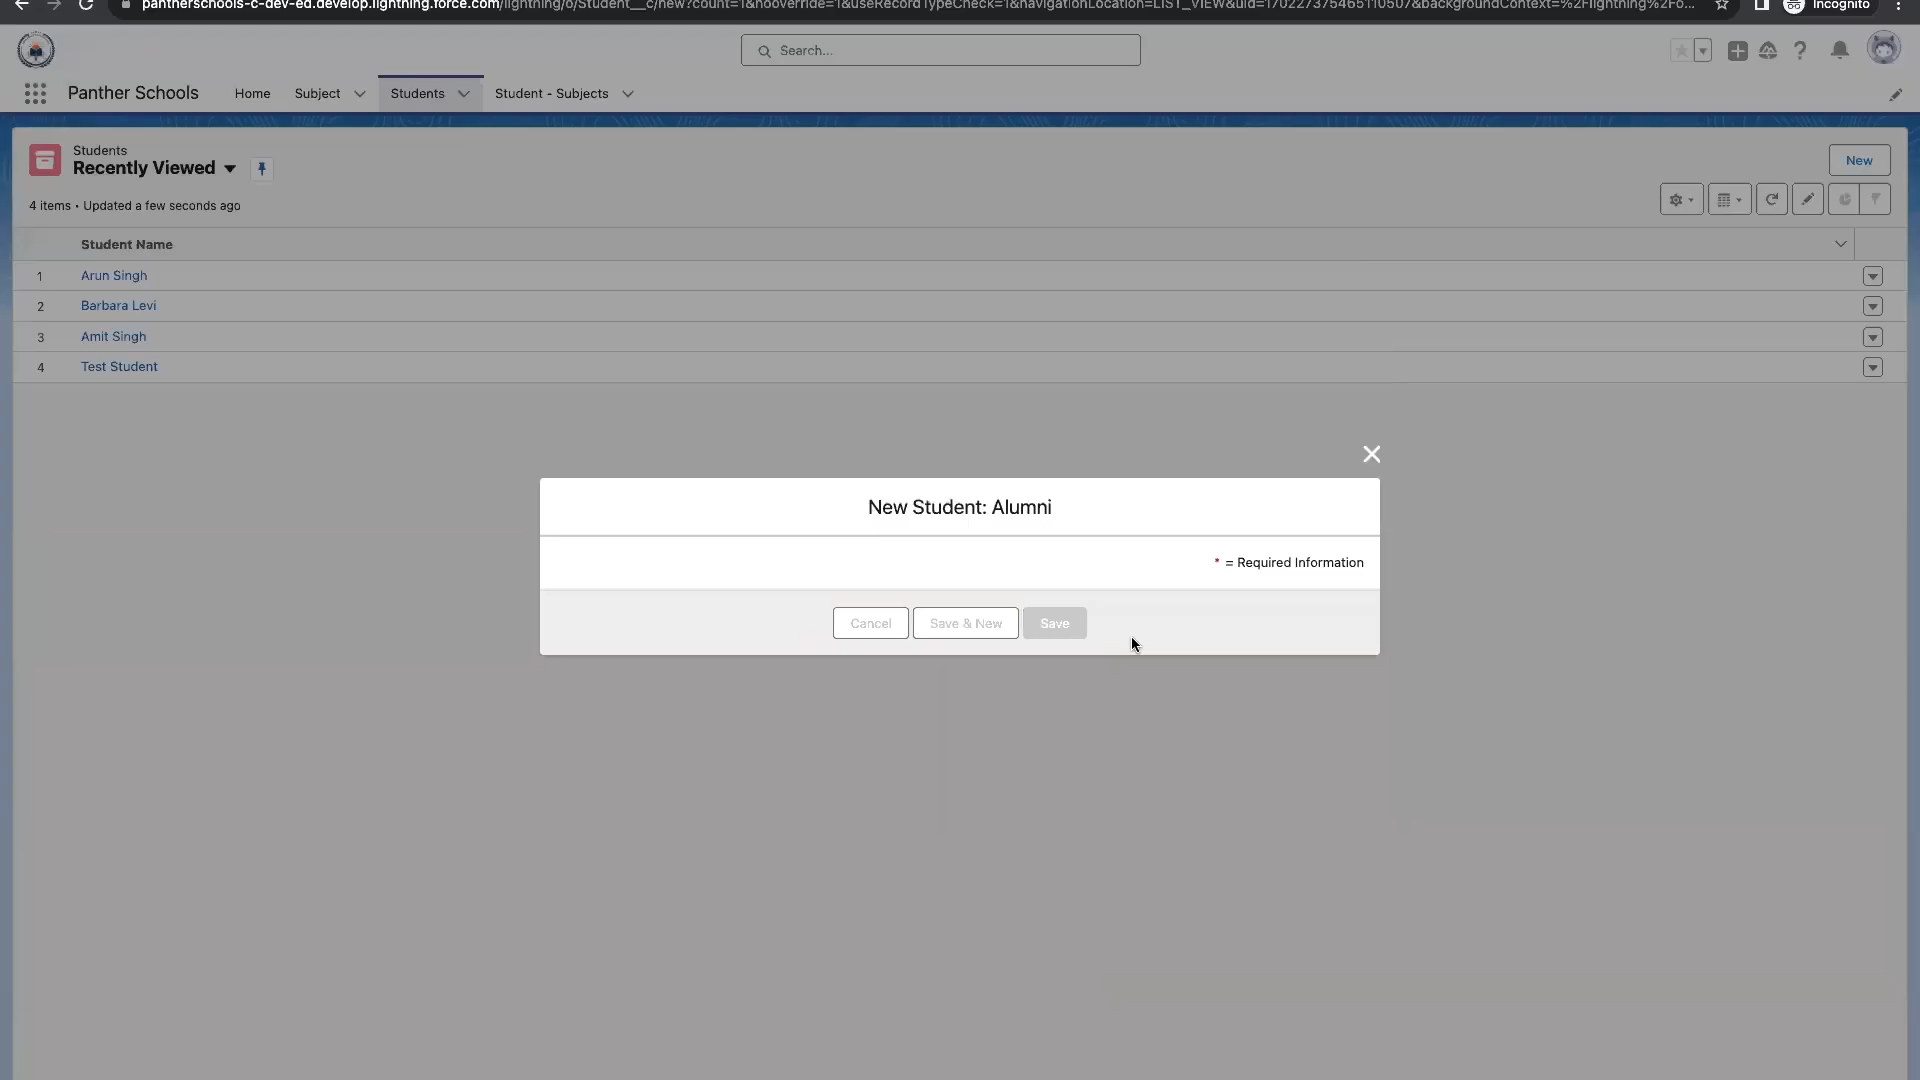 pantherschools-c-dev-ed.develop.lightning.force.com/lightning/o/Student__c/new?count=1&nooverride=1&useRecordTypeCheck=1&navigationLocation=LIST_VIEW&uid=170227375465110507&backgroundContext=%2Flightning%2Fo...
Incognito
Search...
Panther Schools
Home
Subject
Students
Student - Subjects
Students
Recently Viewed
New
4 items • Updated a few seconds ago
Student Name
1 Arun Singh
2 Barbara Levi
3 Amit Singh
4 Test Student
New Student: Alumni
* = Required Information
Cancel
Save & New
Save